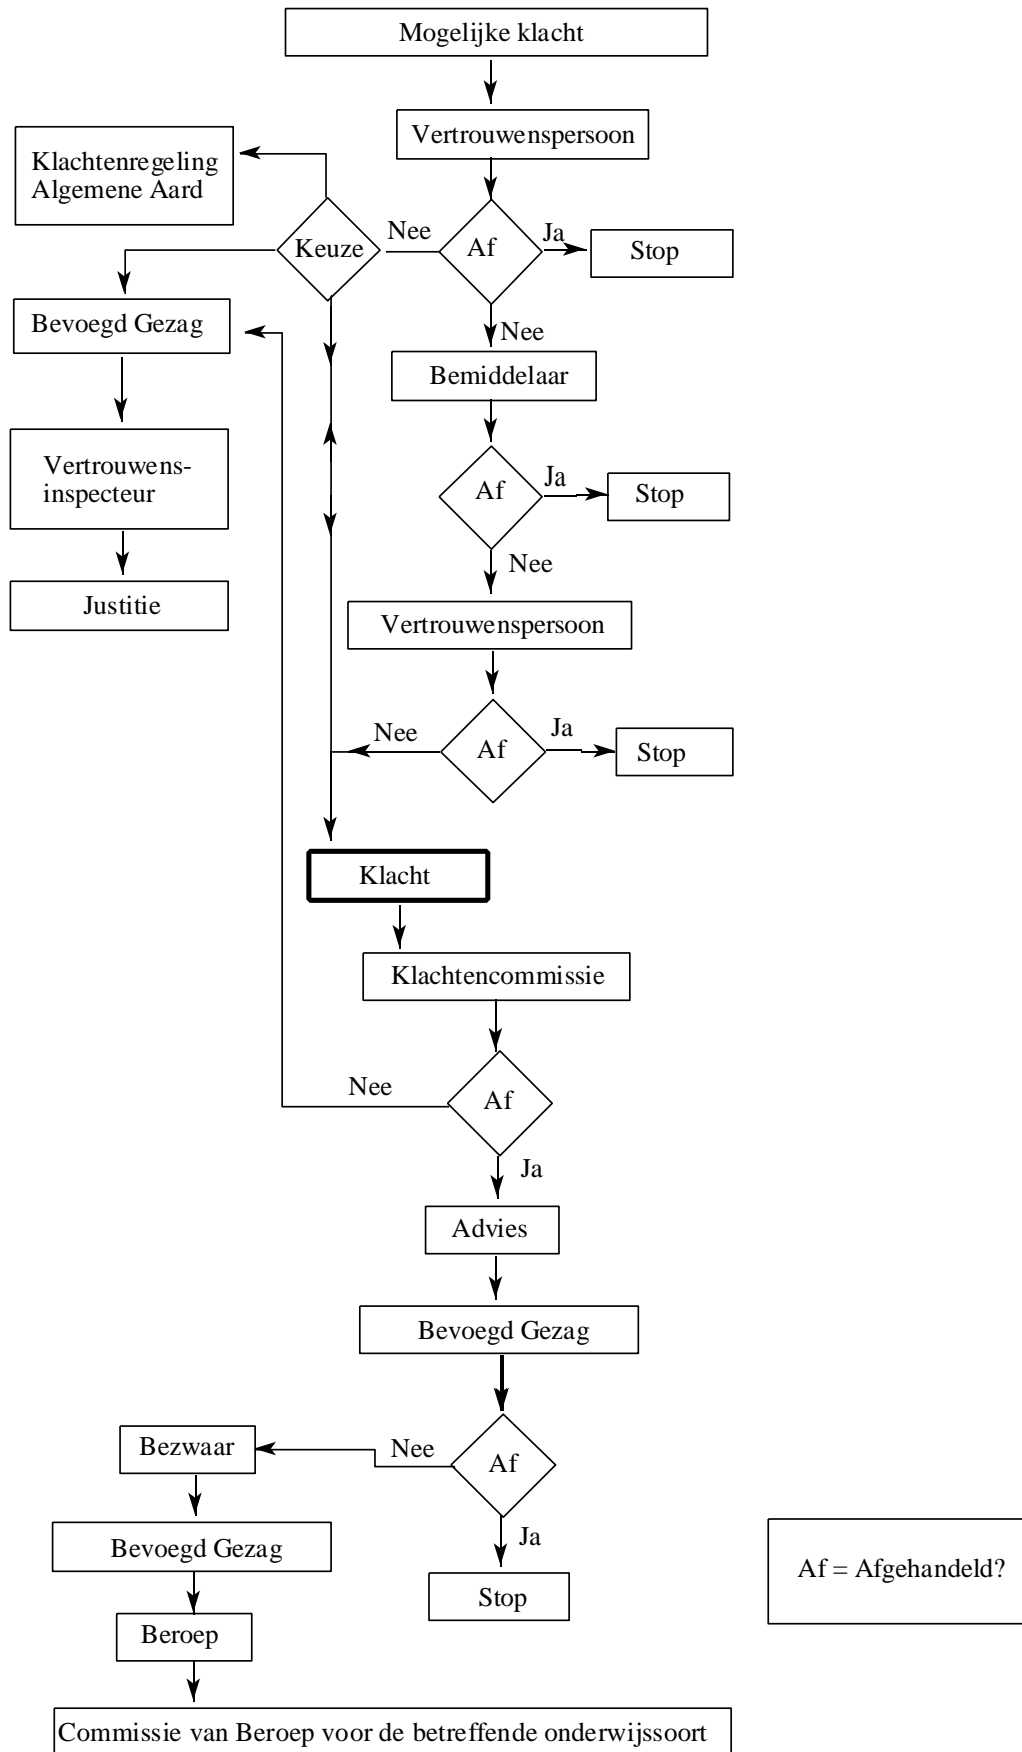 Mogelijke klacht
Vertrouwenspersoon
Klachtenregeling
Algemene Aard
Keuze
Nee
Af
Ja
Stop
Nee
Bevoegd Gezag
Bemiddelaar
Vertrouwens-
inspecteur
Af
Ja
Stop
Nee
Justitie
Vertrouwenspersoon
Nee
Af
Ja
Stop
Klacht
Klachtencommissie
Nee
Af
Ja
Advies
Bevoegd Gezag
Bezwaar
Nee
Af
Ja
Bevoegd Gezag
Stop
Af = Afgehandeld?
Beroep
Commissie van Beroep voor de betreffende onderwijssoort